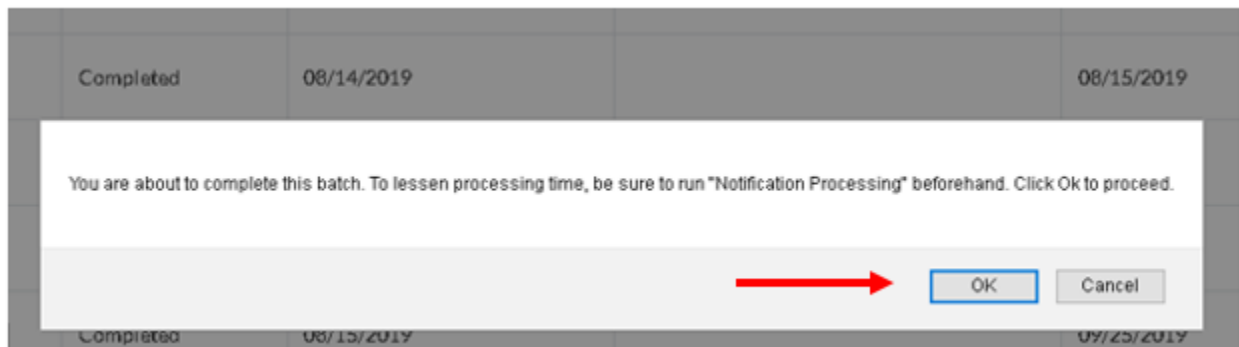 Completed 08/14/2019 08/15/2019
You are about to complete this batch. To lessen processing time, be sure to run "Notification Processing" beforehand. Click Ok to proceed.
OK Cancel
Completed 08/15/2019 09/25/2019